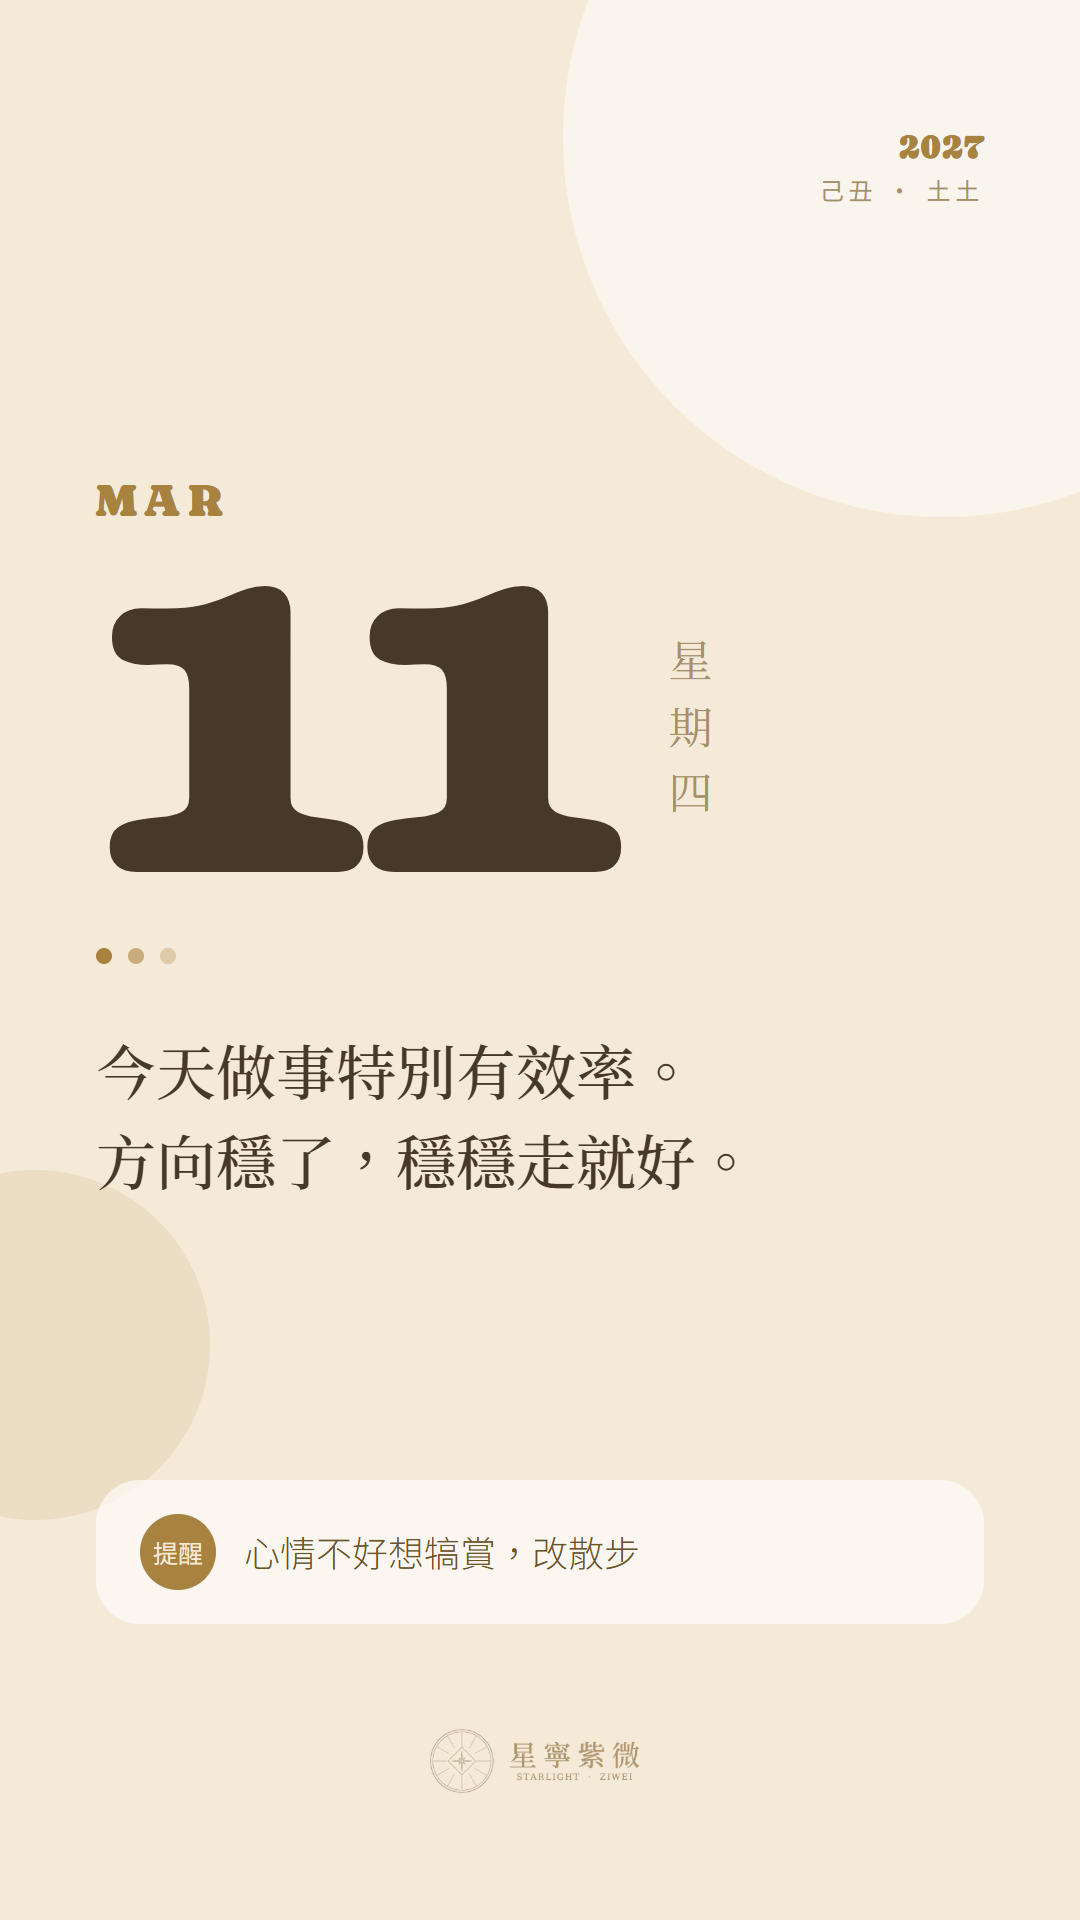 2027
己丑 · 土土
MAR
11
星期四
今天做事特別有效率。
方向穩了，穩穩走就好。
提醒
心情不好想犒賞，改散步
星寧紫微
STARLIGHT · ZIWEI